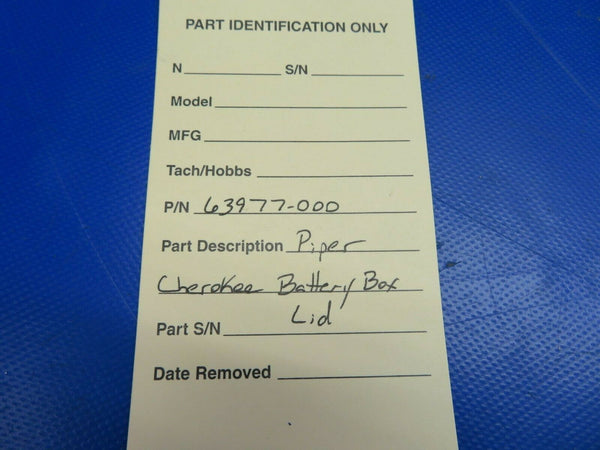 PART IDENTIFICATION ONLY
N S/N
Model
MFG
Tach/Hobbs
P/N 63977-000
Part Description Piper
Cherokee Battery Box
Lid
Part S/N
Date Removed